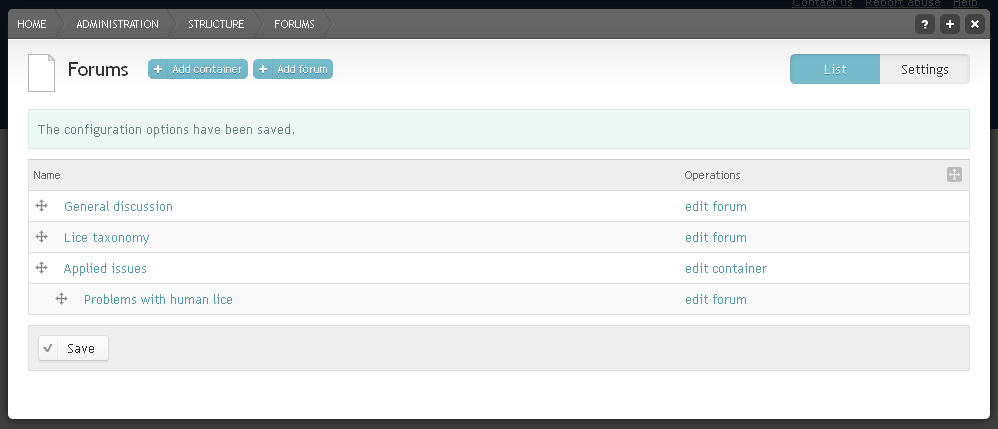 Contact us Report abuse Help
HOME ADMINISTRATION STRUCTURE FORUMS ? + ×
Forums + Add container + Add forum List Settings
The configuration options have been saved.
Name Operations
General discussion edit forum
Lice taxonomy edit forum
Applied issues edit container
Problems with human lice edit forum
Save